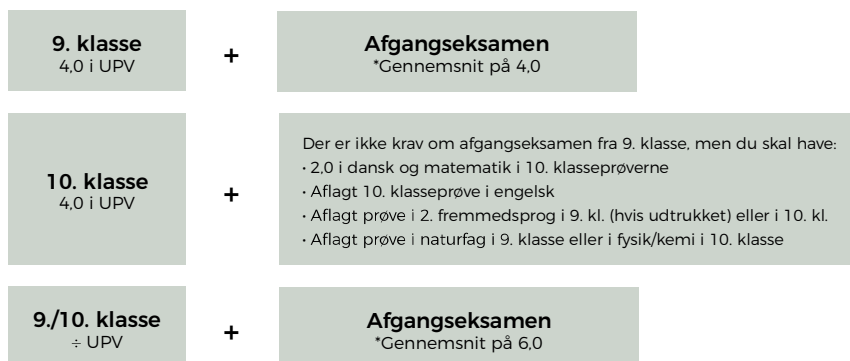 9. klasse
4,0 i UPV
+
Afgangseksamen
*Gennemsnit på 4,0
10. klasse
4,0 i UPV
+
Der er ikke krav om afgangseksamen fra 9. klasse, men du skal have:
• 2,0 i dansk og matematik i 10. klasseprøverne
• Aflagt 10. klasseprøve i engelsk
• Aflagt prøve i 2. fremmedsprog i 9. kl. (hvis udtrukket) eller i 10. kl.
• Aflagt prøve i naturfag i 9. klasse eller i fysik/kemi i 10. klasse
9./10. klasse
÷ UPV
+
Afgangseksamen
*Gennemsnit på 6,0